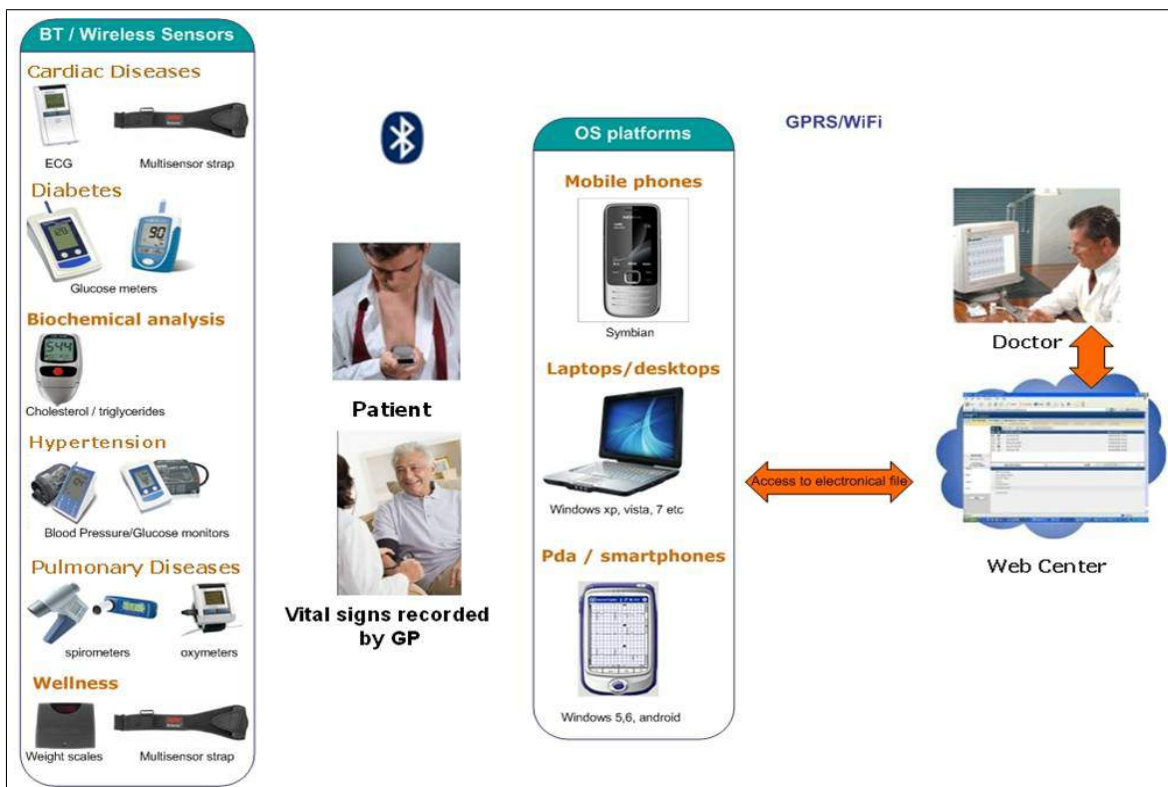 BT / Wireless Sensors
Cardiac Diseases
ECG
Multisensor strap
Diabetes
90
Glucose meters
Biochemical analysis
544
Cholesterol / triglycerides
Hypertension
Blood Pressure/Glucose monitors
Pulmonary Diseases
spirometers
oxymeters
Wellness
Weight scales
Multisensor strap
Patient
Vital signs recorded
by GP
OS platforms
Mobile phones
Symbian
Laptops/desktops
Windows xp, vista, 7 etc
Pda / smartphones
Windows 5,6, android
GPRS/WiFi
Access to electronical file
Doctor
Web Center